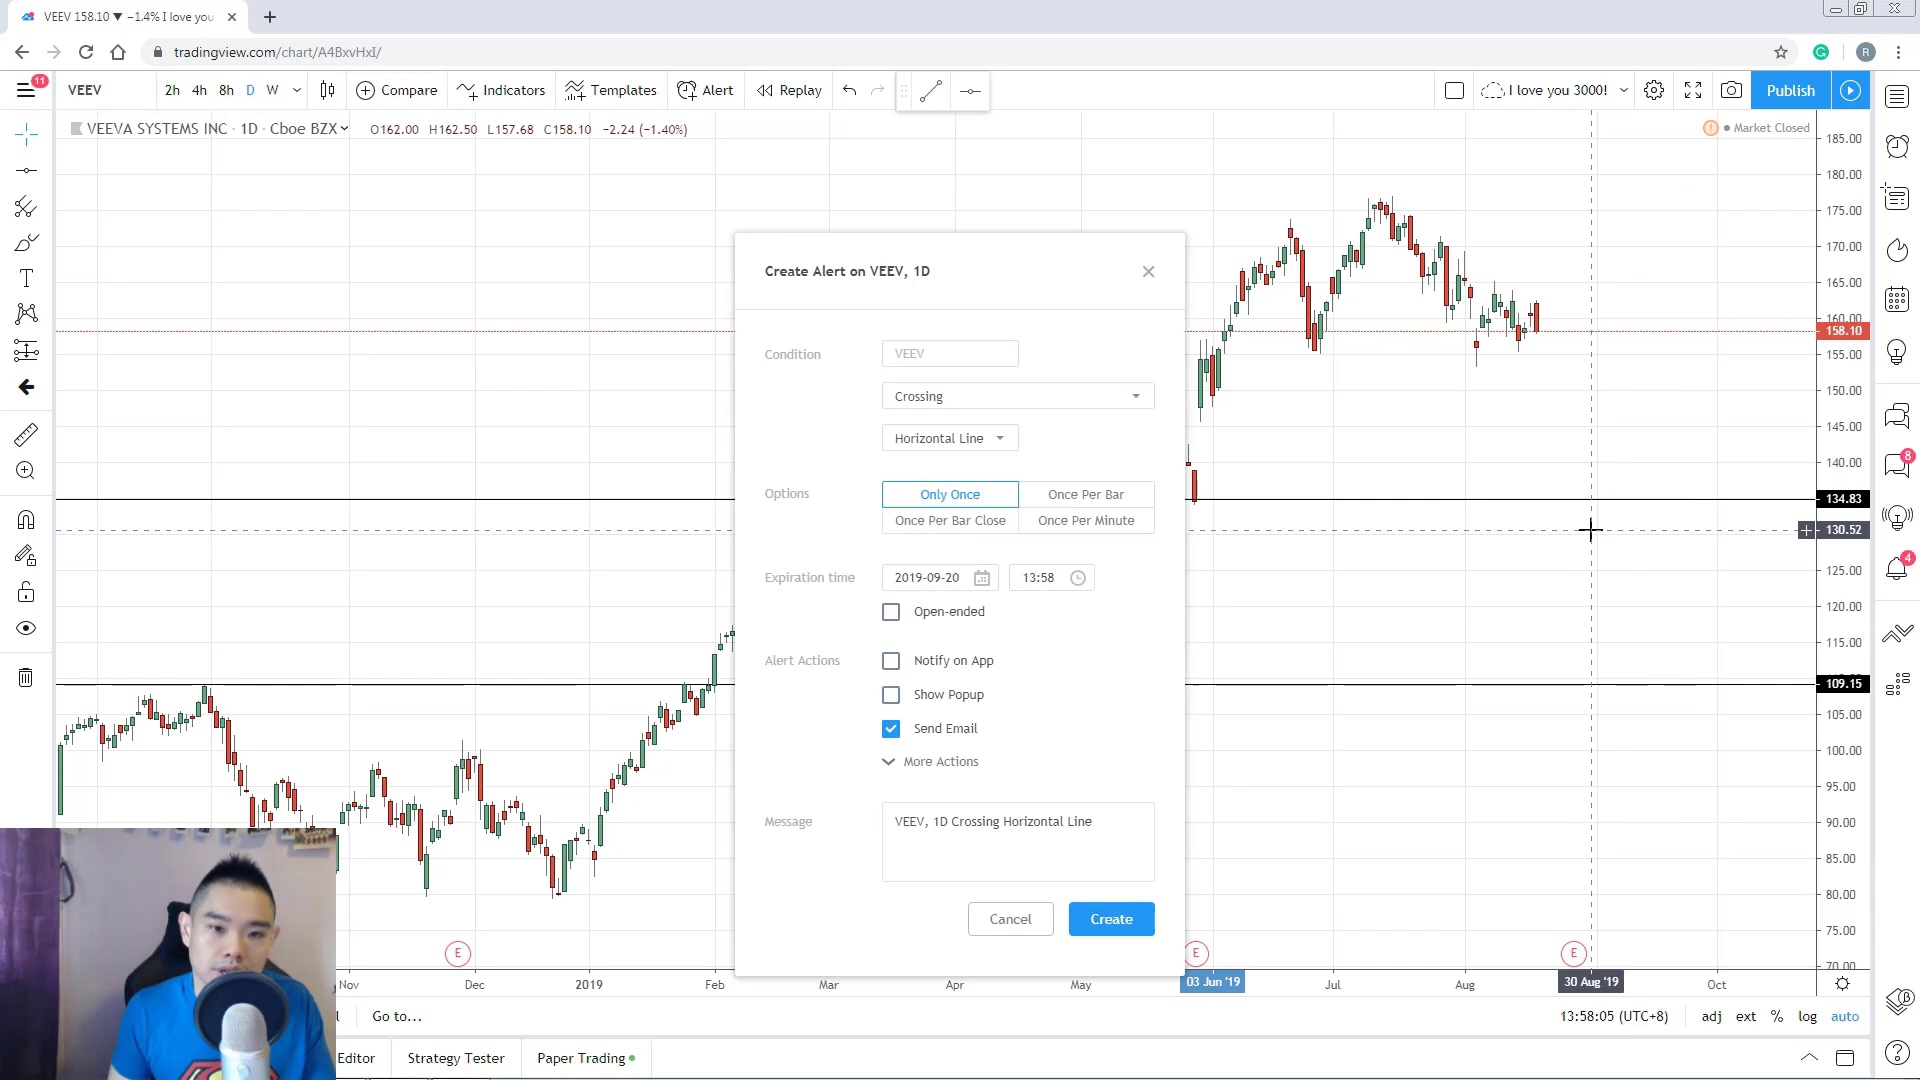 VEEV 158.10 ▼ −1.4% I love you
tradingview.com/chart/A4BxvHxI/
R
11
VEEV
2h 4h 8h D W
Compare
Indicators
Templates
Alert
Replay
I love you 3000!
Publish
VEEVA SYSTEMS INC · 1D · Cboe BZX
O162.00 H162.50 L157.68 C158.10 −2.24 (−1.40%)
Market Closed
185.00
180.00
175.00
170.00
165.00
160.00
158.10
155.00
150.00
145.00
140.00
134.83
130.52
125.00
120.00
115.00
109.15
105.00
100.00
95.00
90.00
85.00
80.00
75.00
70.00
8
4
Create Alert on VEEV, 1D
Condition
VEEV
Crossing
Horizontal Line
Options
Only Once
Once Per Bar
Once Per Bar Close
Once Per Minute
Expiration time
2019-09-20
13:58
Open-ended
Alert Actions
Notify on App
Show Popup
Send Email
More Actions
Message
VEEV, 1D Crossing Horizontal Line
Cancel
Create
E
E
E
Nov Dec 2019 Feb Mar Apr May 03 Jun '19 Jul Aug 30 Aug '19 Oct
Go to...
13:58:05 (UTC+8)
adj ext % log auto
Editor
Strategy Tester
Paper Trading